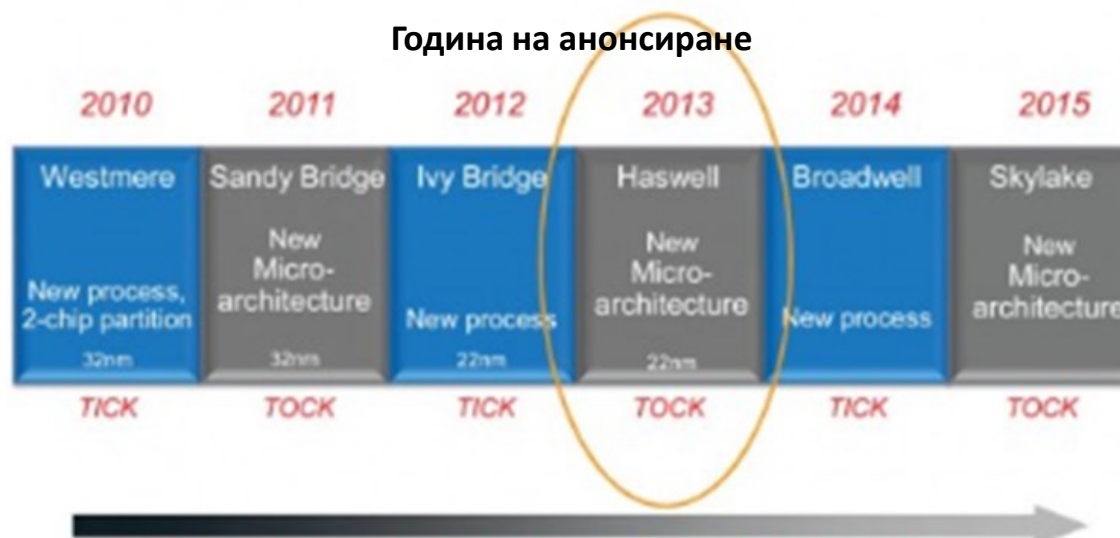 Година на анонсиране
2010 2011 2012 2013 2014 2015
Westmere
New process,
2-chip partition
32nm
Sandy Bridge
New
Micro-
architecture
32nm
Ivy Bridge
New process
22nm
Haswell
New
Micro-
architecture
22nm
Broadwell
New process
Skylake
New
Micro-
architecture
TICK TOCK TICK TOCK TICK TOCK